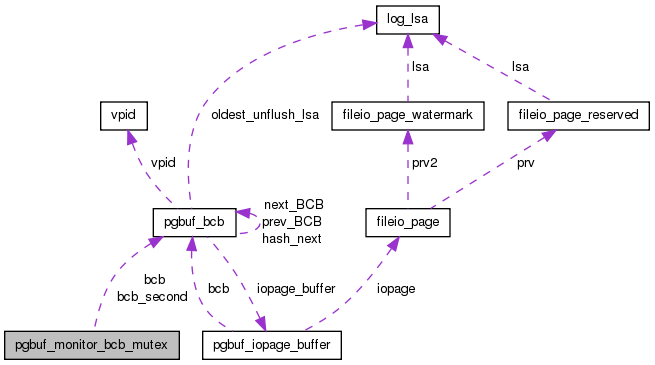 log_lsa
lsa
lsa
vpid
oldest_unflush_lsa
fileio_page_watermark
fileio_page_reserved
vpid
prv2
prv
next_BCB
prev_BCB
hash_next
pgbuf_bcb
fileio_page
bcb
bcb_second
bcb
iopage_buffer
iopage
pgbuf_monitor_bcb_mutex
pgbuf_iopage_buffer